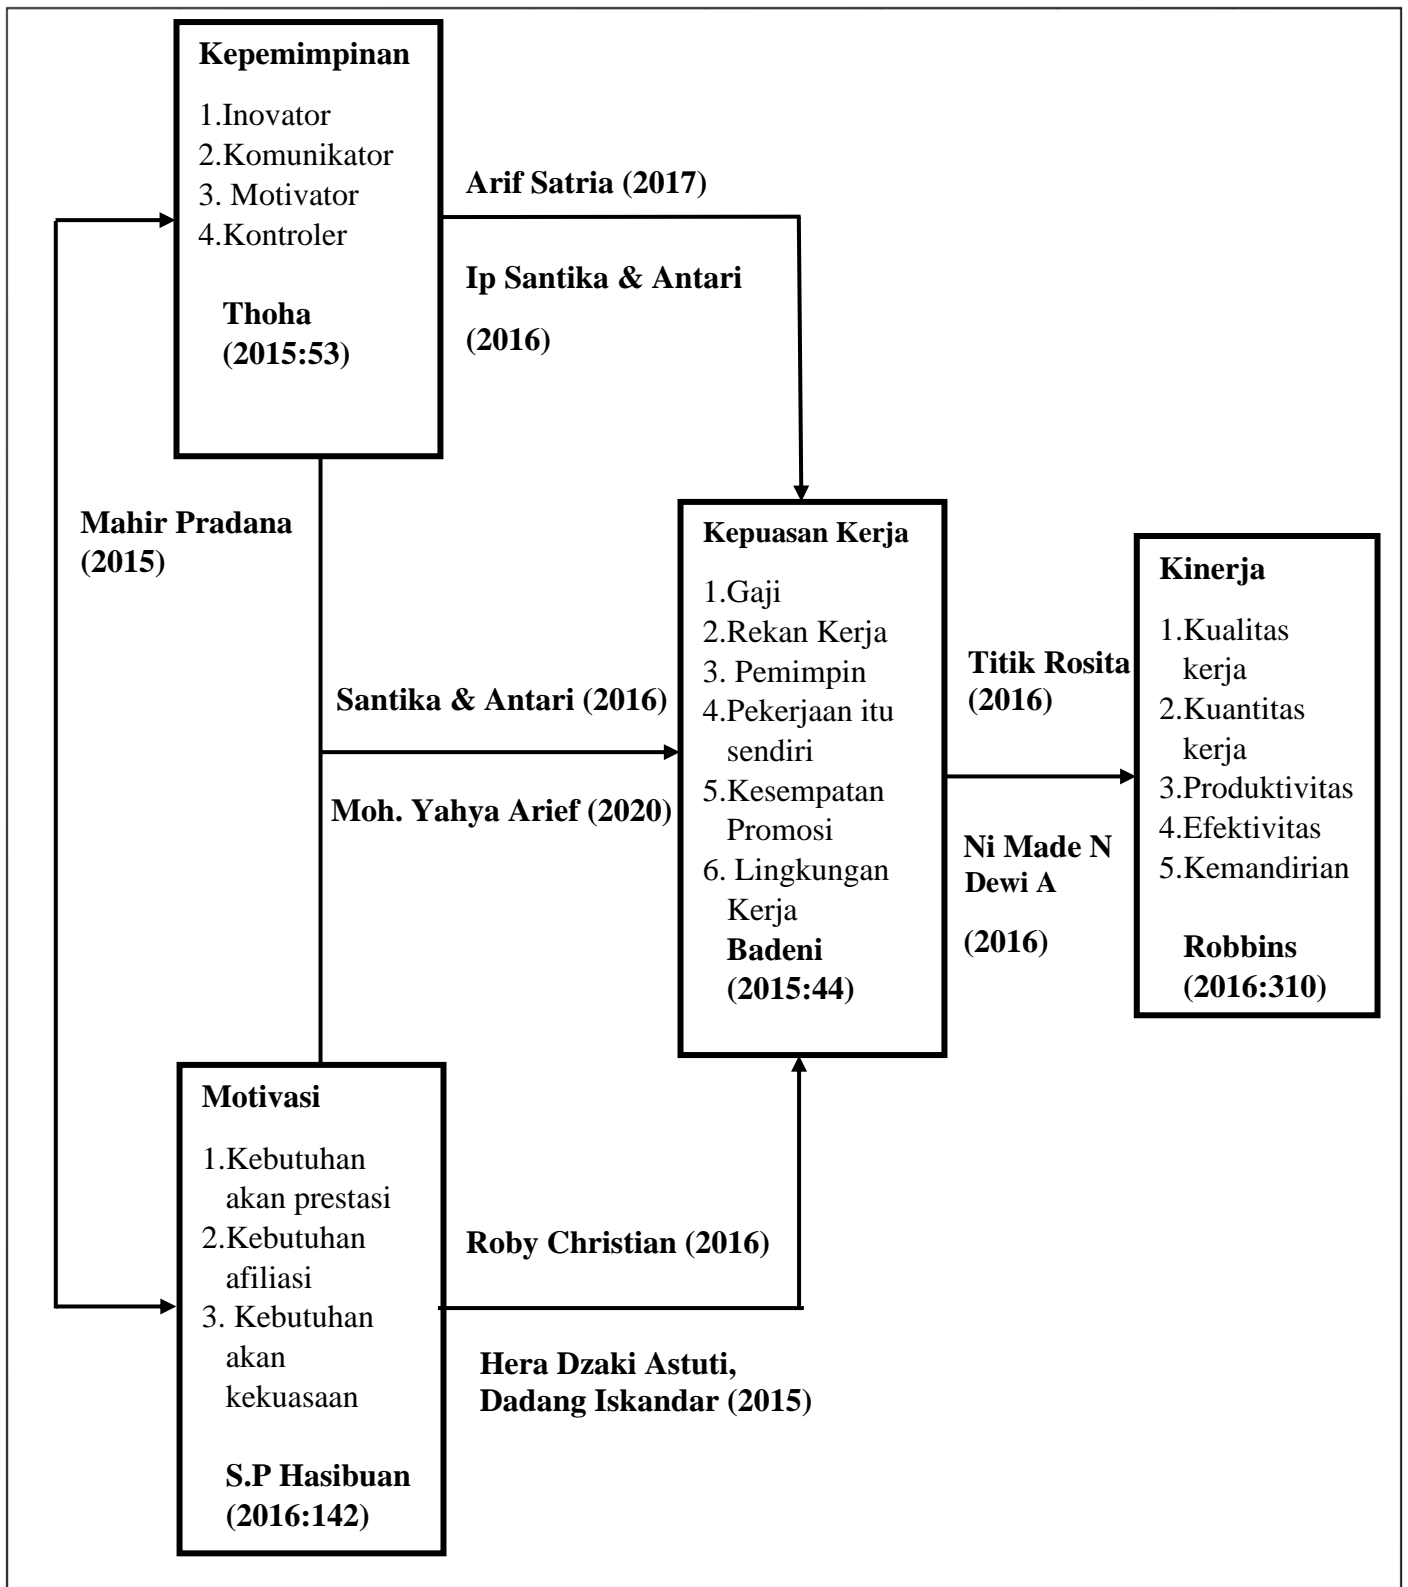 Kepemimpinan
1.Inovator
2.Komunikator
3. Motivator
4.Kontroler
Thoha
(2015:53)
Arif Satria (2017)
Ip Santika & Antari
(2016)
Mahir Pradana
(2015)
Santika & Antari (2016)
Moh. Yahya Arief (2020)
Kepuasan Kerja
1.Gaji
2.Rekan Kerja
3. Pemimpin
4.Pekerjaan itu
sendiri
5.Kesempatan
Promosi
6. Lingkungan
Kerja
Badeni
(2015:44)
Titik Rosita
(2016)
Ni Made N
Dewi A
(2016)
Kinerja
1.Kualitas
kerja
2.Kuantitas
kerja
3.Produktivitas
4.Efektivitas
5.Kemandirian
Robbins
(2016:310)
Motivasi
1.Kebutuhan
akan prestasi
2.Kebutuhan
afiliasi
3. Kebutuhan
akan
kekuasaan
S.P Hasibuan
(2016:142)
Roby Christian (2016)
Hera Dzaki Astuti,
Dadang Iskandar (2015)